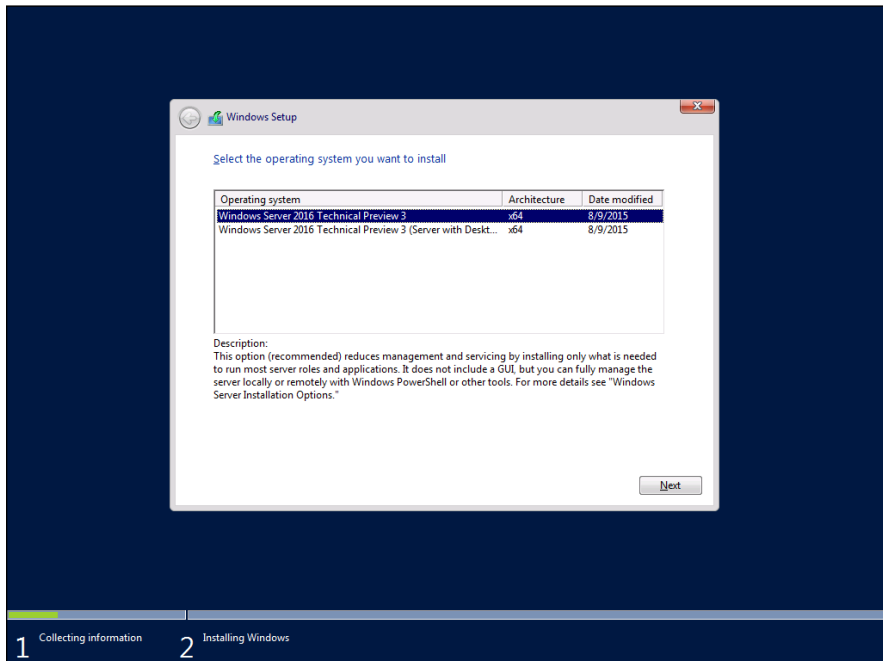 Windows Setup
Select the operating system you want to install
Operating system Architecture Date modified
Windows Server 2016 Technical Preview 3 x64 8/9/2015
Windows Server 2016 Technical Preview 3 (Server with Deskt... x64 8/9/2015
Description:
This option (recommended) reduces management and servicing by installing only what is needed
to run most server roles and applications. It does not include a GUI, but you can fully manage the
server locally or remotely with Windows PowerShell or other tools. For more details see "Windows
Server Installation Options."
Next
1 Collecting information 2 Installing Windows